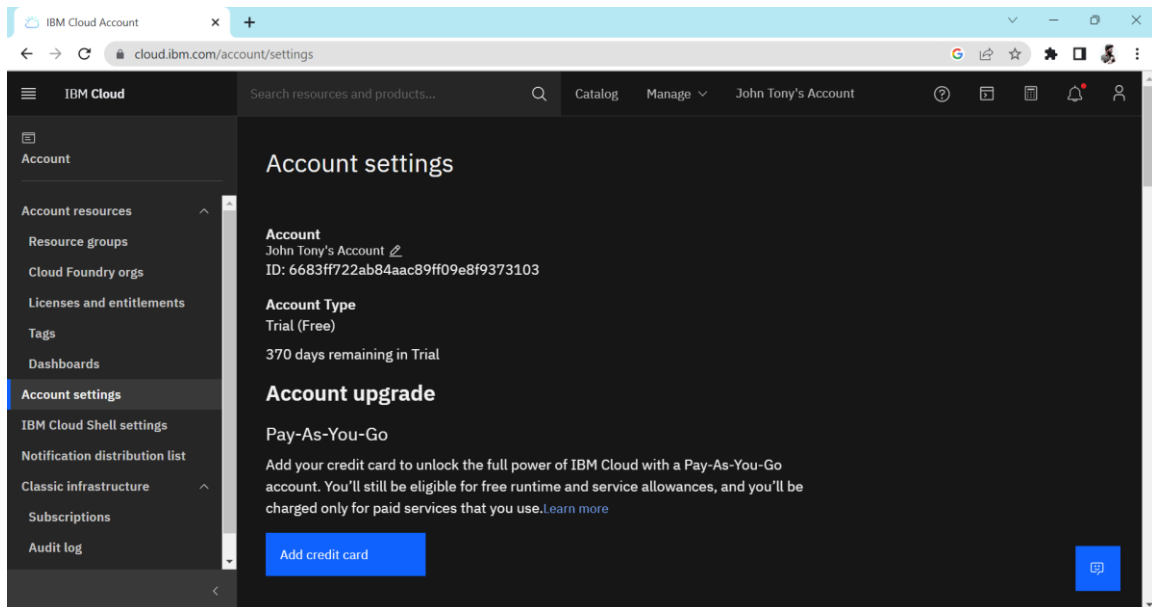 IBM Cloud Account
cloud.ibm.com/account/settings
IBM Cloud
Search resources and products...
Catalog
Manage
John Tony's Account
Account
Account resources
Resource groups
Cloud Foundry orgs
Licenses and entitlements
Tags
Dashboards
Account settings
IBM Cloud Shell settings
Notification distribution list
Classic infrastructure
Subscriptions
Audit log
Account settings
Account
John Tony's Account
ID: 6683ff722ab84aac89ff09e8f9373103
Account Type
Trial (Free)
370 days remaining in Trial
Account upgrade
Pay-As-You-Go
Add your credit card to unlock the full power of IBM Cloud with a Pay-As-You-Go
account. You’ll still be eligible for free runtime and service allowances, and you’ll be
charged only for paid services that you use.Learn more
Add credit card